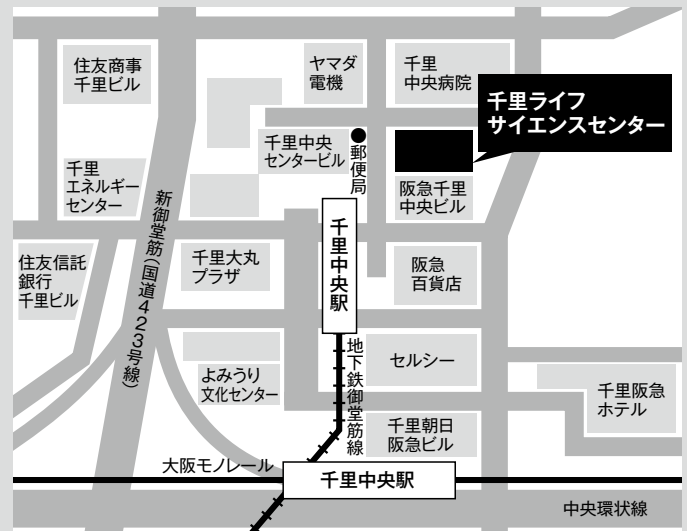 住友商事
千里ビル
ヤマダ
電機
千里
中央病院
千里ライフ
サイエンスセンター
千里中央
センタービル
郵便局
千里
エネルギー
センター
阪急千里
中央ビル
新御堂筋(国道423号線)
千里中央駅
住友信託
銀行
千里ビル
千里大丸
プラザ
阪急
百貨店
地下鉄御堂筋線
セルシー
よみうり
文化センター
千里阪急
ホテル
千里朝日
阪急ビル
大阪モノレール
千里中央駅
中央環状線